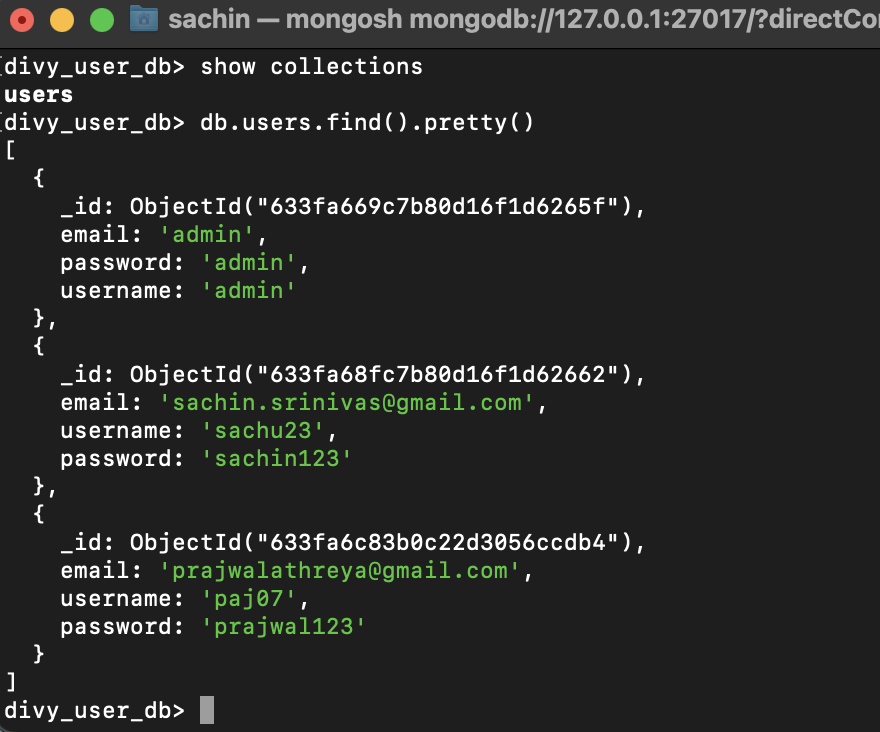 sachin — mongosh mongodb://127.0.0.1:27017/?directCo
[divy_user_db> show collections
users
[divy_user_db> db.users.find().pretty()
[
  {
    _id: ObjectId("633fa669c7b80d16f1d6265f"),
    email: 'admin',
    password: 'admin',
    username: 'admin'
  },
  {
    _id: ObjectId("633fa68fc7b80d16f1d62662"),
    email: 'sachin.srinivas@gmail.com',
    username: 'sachu23',
    password: 'sachin123'
  },
  {
    _id: ObjectId("633fa6c83b0c22d3056ccdb4"),
    email: 'prajwalathreya@gmail.com',
    username: 'paj07',
    password: 'prajwal123'
  }
]
divy_user_db>